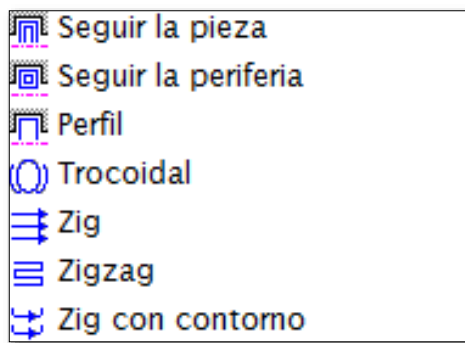 Seguir la pieza
Seguir la periferia
Perfil
Trocoidal
Zig
Zigzag
Zig con contorno